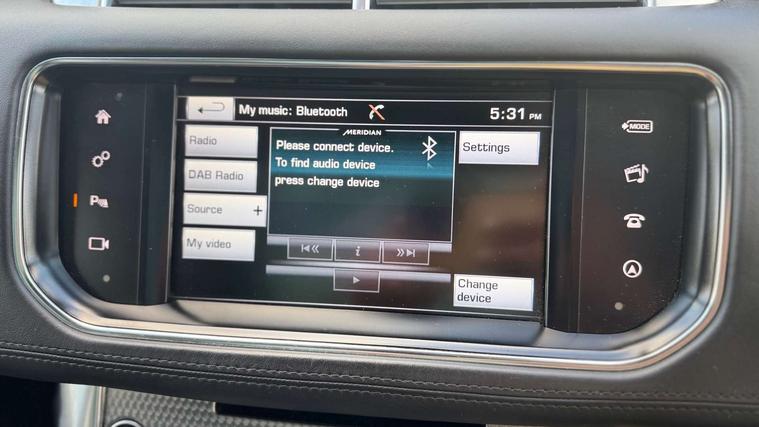 My music: Bluetooth
5:31 PM
MERIDIAN
Radio
Please connect device.
Settings
To find audio device
DAB Radio
press change device
Source +
My video
i
Change
device
MODE
P